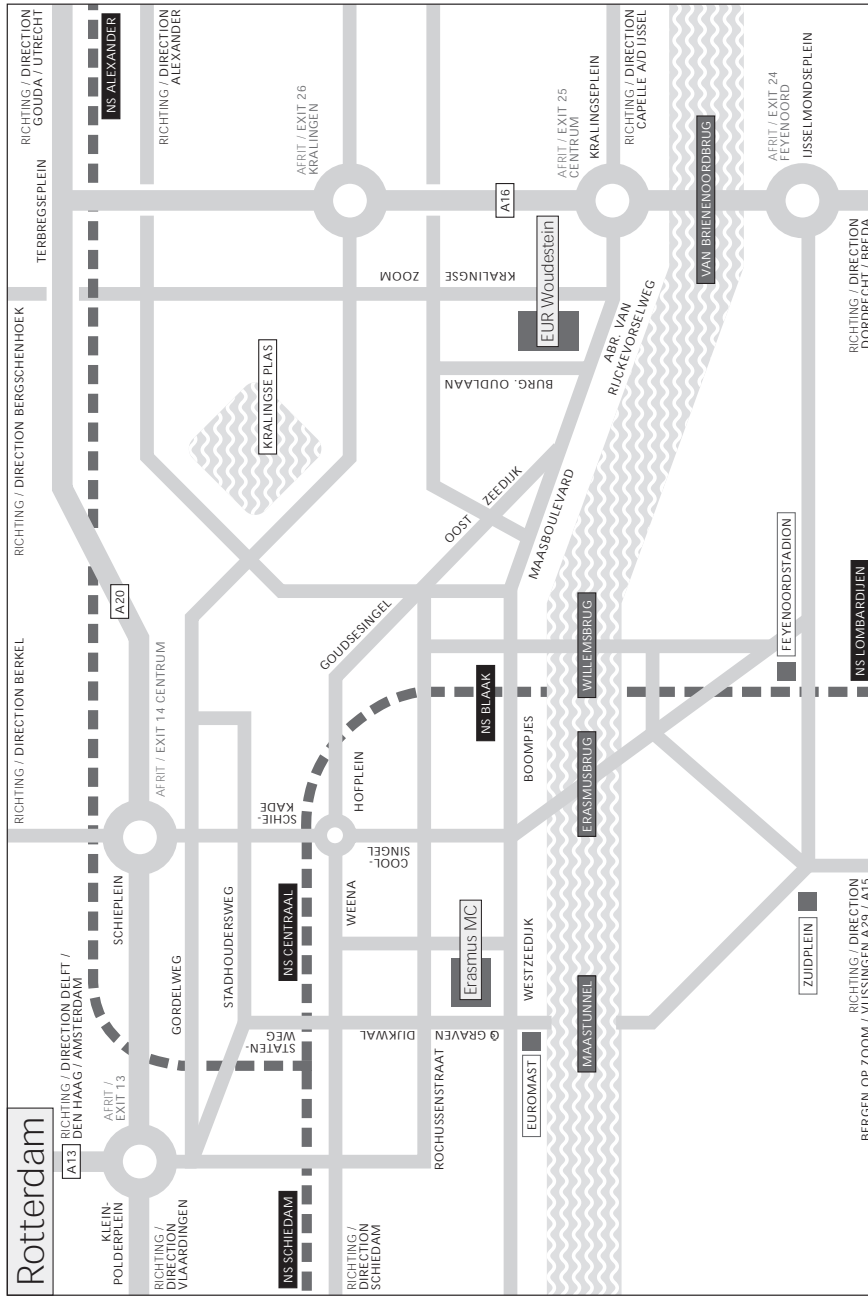 Rotterdam
A13
RICHTING / DIRECTION DELFT /
DEN HAAG / AMSTERDAM
KLEIN-
POLDERPLEIN
AFRIT /
EXIT 13
RICHTING /
DIRECTION
VLAARDINGEN
NS SCHIEDAM
RICHTING /
DIRECTION
SCHIEDAM
RICHTING / DIRECTION BERKEL
SCHIEPLEIN
AFRIT / EXIT 14 CENTRUM
A20
RICHTING / DIRECTION BERGSCHENHOEK
TERBREGSEPLEIN
RICHTING / DIRECTION
GOUDA / UTRECHT
NS ALEXANDER
RICHTING / DIRECTION
ALEXANDER
GORDELWEG
STADHOUDERSWEG
STATEN-
WEG
SCHIE-
KADE
NS CENTRAAL
WEENA
HOFPLEIN
COOL-
SINGEL
GOUDSESINGEL
KRALINGSE PLAS
KRALINGSE ZOOM
AFRIT / EXIT 26
KRALINGEN
A16
AFRIT / EXIT 25
CENTRUM
KRALINGSEPLEIN
RICHTING / DIRECTION
CAPELLE A/D IJSSEL
EUR Woudestein
BURG. OUDLAAN
ABR. VAN
RIJCKEVORSELWEG
OOST ZEEDIJK
MAASBOULEVARD
NS BLAAK
BOOMPJES
Erasmus MC
WESTZEEDIJK
ROCHUSSENSTRAAT
'S GRAVEN DIJKWAL
EUROMAST
MAASTUNNEL
ERASMUSBRUG
WILLEMSBRUG
VAN BRIENENOORDBRUG
AFRIT / EXIT 24
FEYENOORD
IJSSELMONDSEPLEIN
FEYENOORDSTADION
ZUIDPLEIN
NS LOMBARDIJEN
RICHTING / DIRECTION
BERGEN OP ZOOM / VLISSINGEN A29 / A15
RICHTING / DIRECTION
DORDRECHT / BREDA